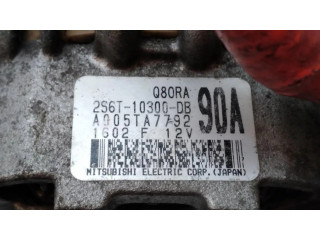 Q80RA
2S6T-10300-DB
90A
A005TA7792
1602 F 12V
MITSUBISHI ELECTRIC CORP.(JAPAN)